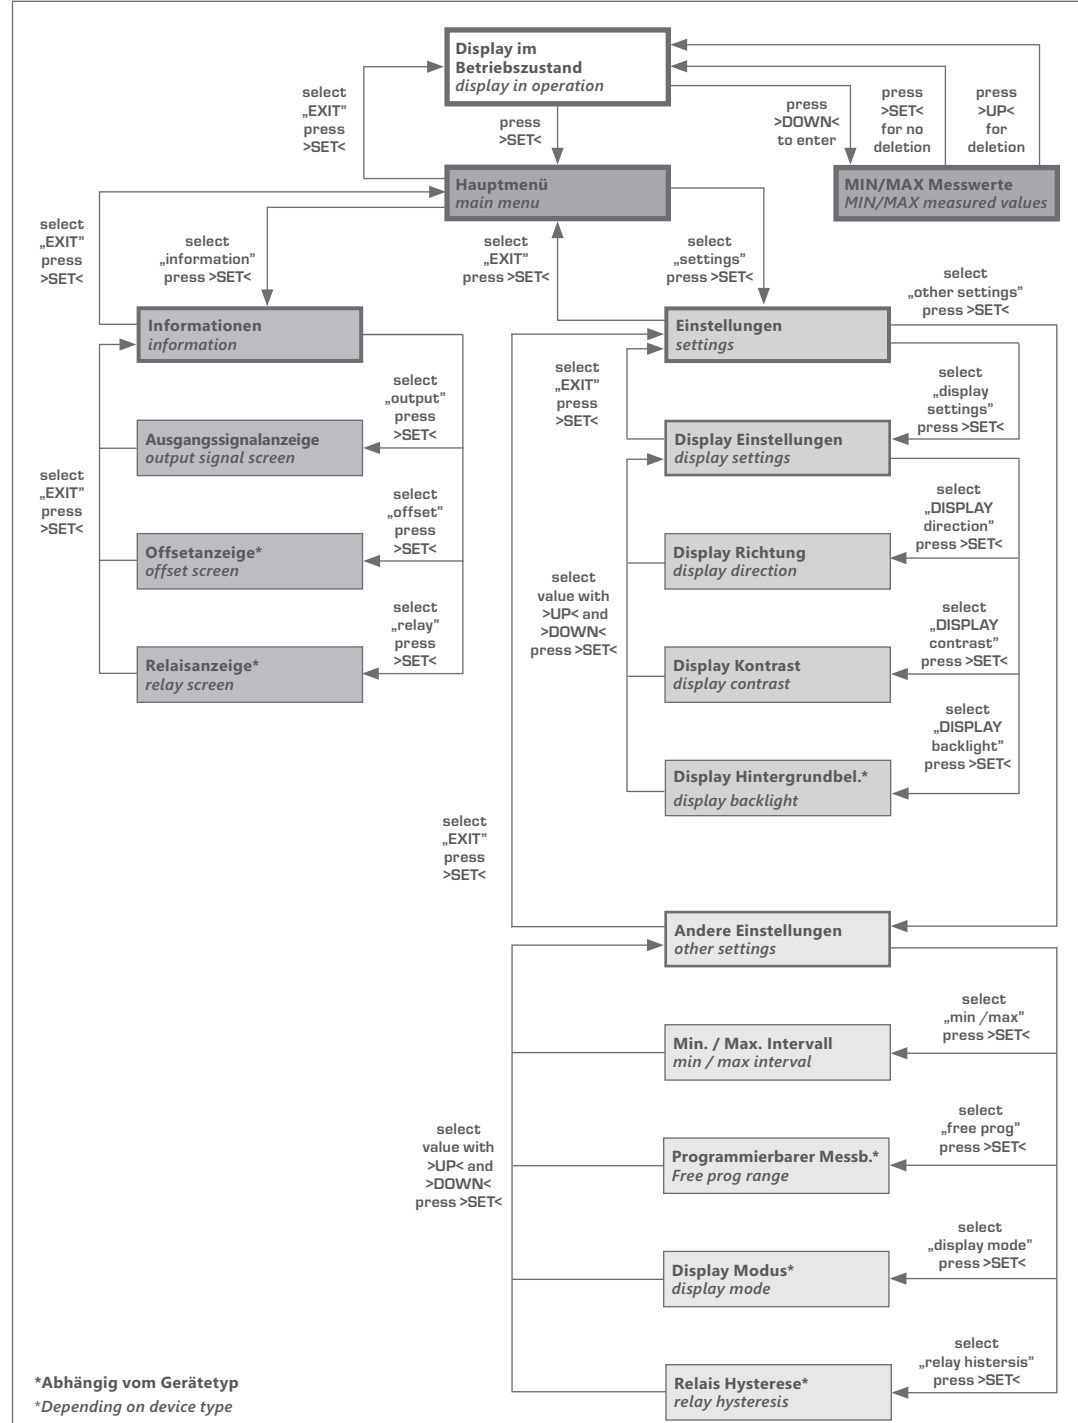 Display im
Betriebszustand
display in operation
select
„EXIT”
press
>SET<
press
>SET<
press
>DOWN<
to enter
press
>SET<
for no
deletion
press
>UP<
for
deletion
Hauptmenü
main menu
MIN/MAX Messwerte
MIN/MAX measured values
select
„EXIT”
press
>SET<
select
„information”
press >SET<
select
„EXIT”
press >SET<
select
„settings”
press >SET<
select
„other settings”
press >SET<
Informationen
information
Einstellungen
settings
select
„output”
press
>SET<
select
„EXIT”
press
>SET<
select
„display
settings”
press >SET<
Ausgangssignalanzeige
output signal screen
Display Einstellungen
display settings
select
„EXIT”
press
>SET<
select
„offset”
press
>SET<
select
„DISPLAY
direction”
press >SET<
Offsetanzeige*
offset screen
Display Richtung
display direction
select
value with
>UP< and
>DOWN<
press >SET<
select
„relay”
press
>SET<
select
„DISPLAY
contrast”
press >SET<
Relaisanzeige*
relay screen
Display Kontrast
display contrast
select
„DISPLAY
backlight”
press >SET<
Display Hintergrundbel.*
display backlight
select
„EXIT”
press
>SET<
Andere Einstellungen
other settings
select
„min /max”
press >SET<
Min. / Max. Intervall
min / max interval
select
value with
>UP< and
>DOWN<
press >SET<
select
„free prog”
press >SET<
Programmierbarer Messb.*
Free prog range
select
„display mode”
press >SET<
Display Modus*
display mode
select
„relay histersis”
press >SET<
Relais Hysterese*
relay hysteresis
*Abhängig vom Gerätetyp
*Depending on device type